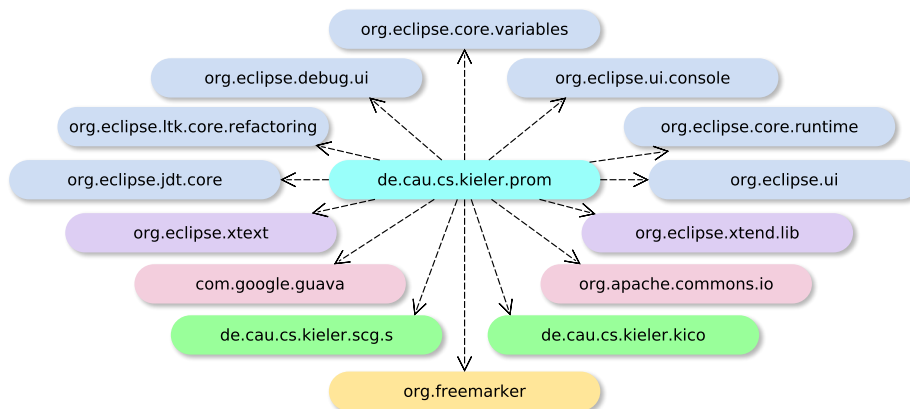 org.eclipse.core.variables
org.eclipse.debug.ui
org.eclipse.ui.console
org.eclipse.ltk.core.refactoring
org.eclipse.core.runtime
org.eclipse.jdt.core
de.cau.cs.kieler.prom
org.eclipse.ui
org.eclipse.xtext
org.eclipse.xtend.lib
com.google.guava
org.apache.commons.io
de.cau.cs.kieler.scg.s
de.cau.cs.kieler.kico
org.freemarker